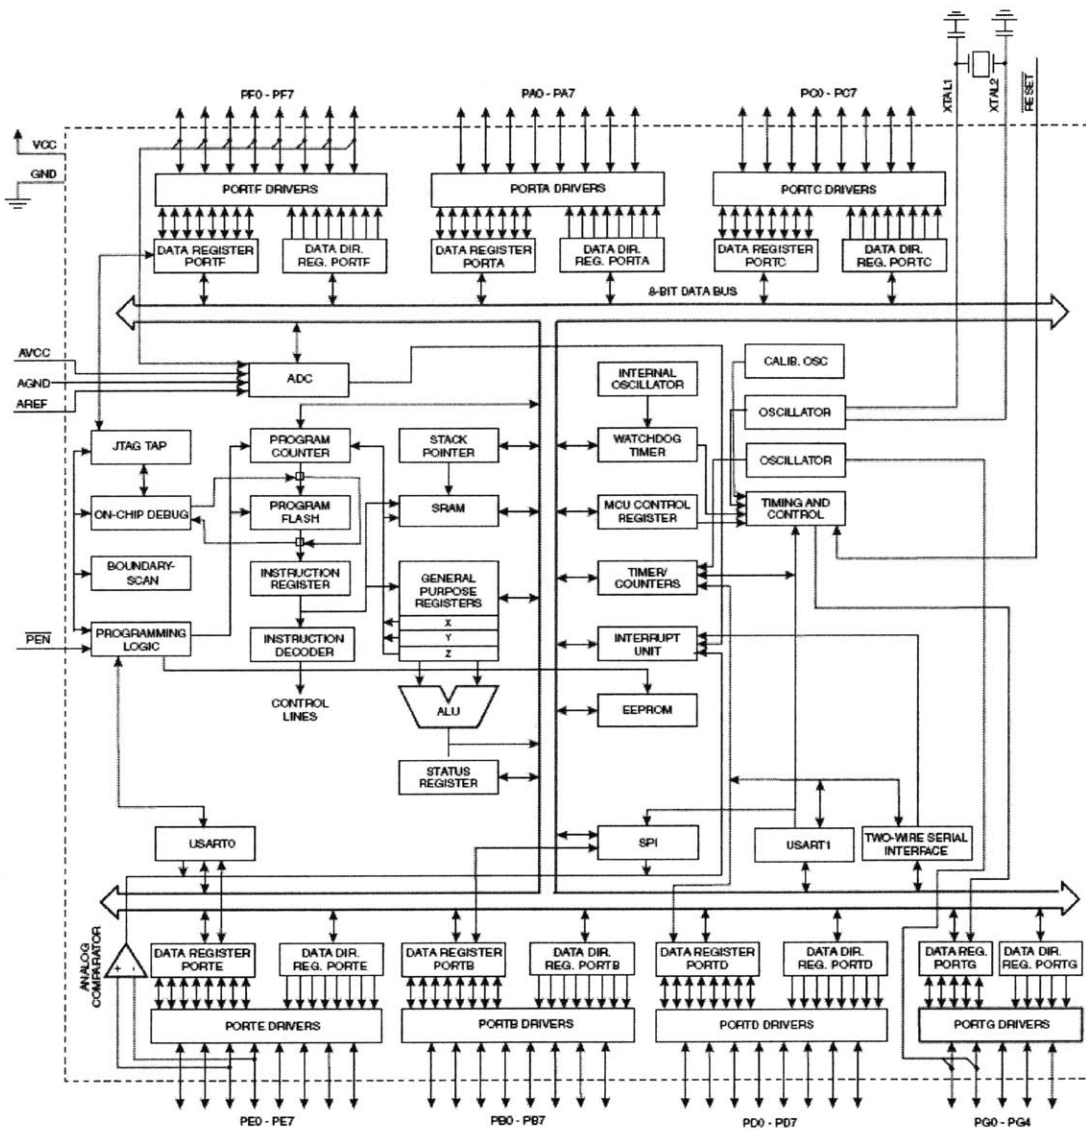 PF0 - PF7
PA0 - PA7
PC0 - PC7
XTAL1
XTAL2
RESET
VCC
GND
PORTF DRIVERS
PORTA DRIVERS
PORTC DRIVERS
DATA REGISTER
PORTF
DATA DIR.
REG. PORTF
DATA REGISTER
PORTA
DATA DIR.
REG. PORTA
DATA REGISTER
PORTC
DATA DIR.
REG. PORTC
8-BIT DATA BUS
AVCC
AGND
AREF
ADC
INTERNAL
OSCILLATOR
CALIB. OSC
OSCILLATOR
JTAG TAP
PROGRAM
COUNTER
STACK
POINTER
WATCHDOG
TIMER
OSCILLATOR
ON-CHIP DEBUG
PROGRAM
FLASH
SRAM
MCU CONTROL
REGISTER
TIMING AND
CONTROL
BOUNDARY-
SCAN
INSTRUCTION
REGISTER
GENERAL
PURPOSE
REGISTERS
X
Y
Z
TIMER/
COUNTERS
PEN
PROGRAMMING
LOGIC
INSTRUCTION
DECODER
INTERRUPT
UNIT
CONTROL
LINES
ALU
EEPROM
STATUS
REGISTER
USART0
SPI
USART1
TWO-WIRE SERIAL
INTERFACE
ANALOG
COMPARATOR
+
-
DATA REGISTER
PORTE
DATA DIR.
REG. PORTE
DATA REGISTER
PORTB
DATA DIR.
REG. PORTB
DATA REGISTER
PORTD
DATA DIR.
REG. PORTD
DATA REG.
PORTG
DATA DIR.
REG. PORTG
PORTE DRIVERS
PORTB DRIVERS
PORTD DRIVERS
PORTG DRIVERS
PE0 - PE7
PB0 - PB7
PD0 - PD7
PG0 - PG4